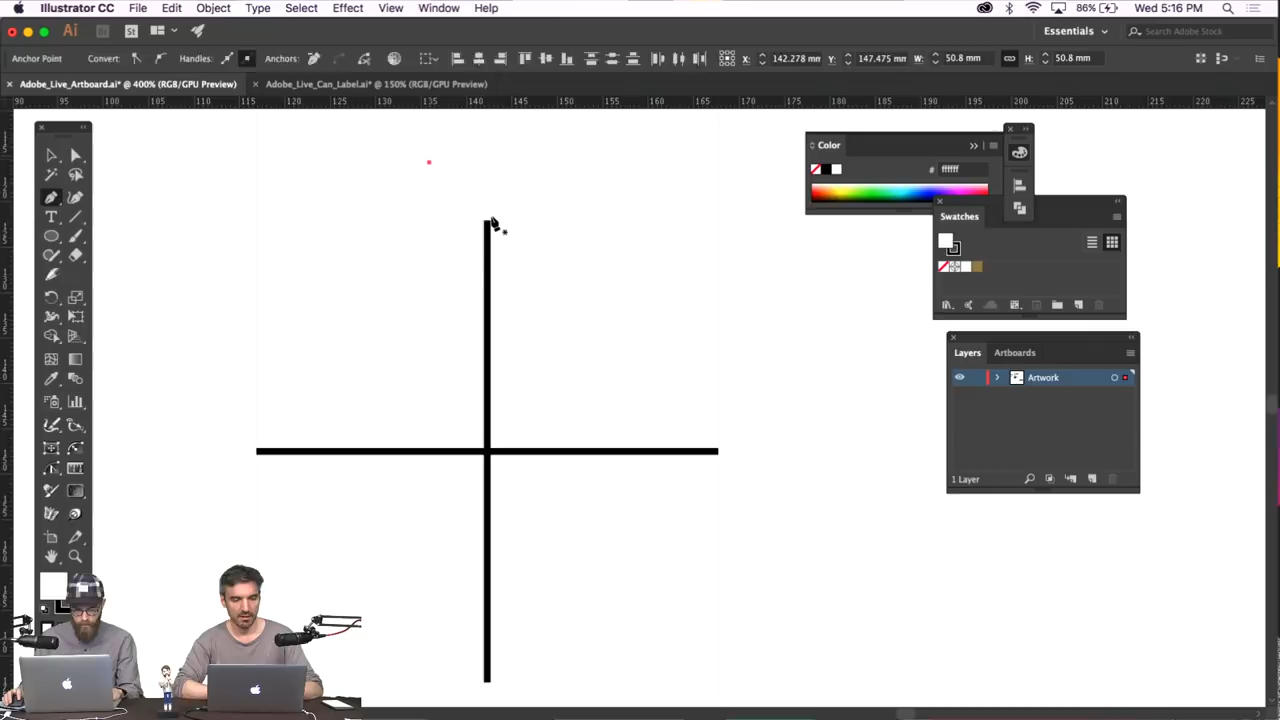 Illustrator CC File Edit Object Type Select Effect View Window Help 86% Wed 5:16 PM
Ai Br St Essentials Search Adobe Stock
Anchor Point Convert: Handles: Anchors: X: 142.278 mm Y: 147.475 mm W: 50.8 mm H: 50.8 mm
Adobe_Live_Artboard.ai* @ 400% (RGB/GPU Preview) Adobe_Live_Can_Label.ai* @ 150% (RGB/GPU Preview)
90 95 100 105 110 115 120 125 130 135 140 145 150 155 160 165 170 175 180 185 190 195 200 205 210 215 220 225
Color
# ffffff
Swatches
Layers Artboards
Artwork
1 Layer